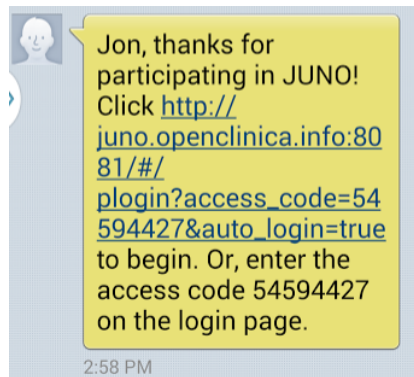 Jon, thanks for
participating in JUNO!
Click http://
juno.openclinica.info:80
81/#/
plogin?access_code=54
594427&auto_login=true
to begin. Or, enter the
access code 54594427
on the login page.
2:58 PM